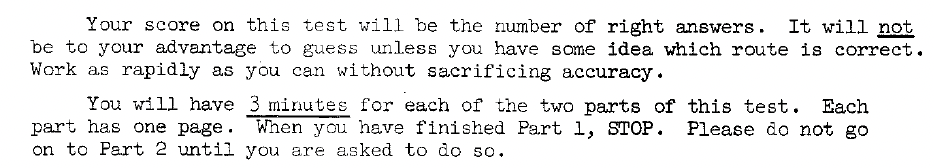 Your score on this test will be the number of right answers. It will not
be to your advantage to guess unless you have some idea which route is correct.
Work as rapidly as you can without sacrificing accuracy.
You will have 3 minutes for each of the two parts of this test. Each
part has one page. When you have finished Part 1, STOP. Please do not go
on to Part 2 until you are asked to do so.